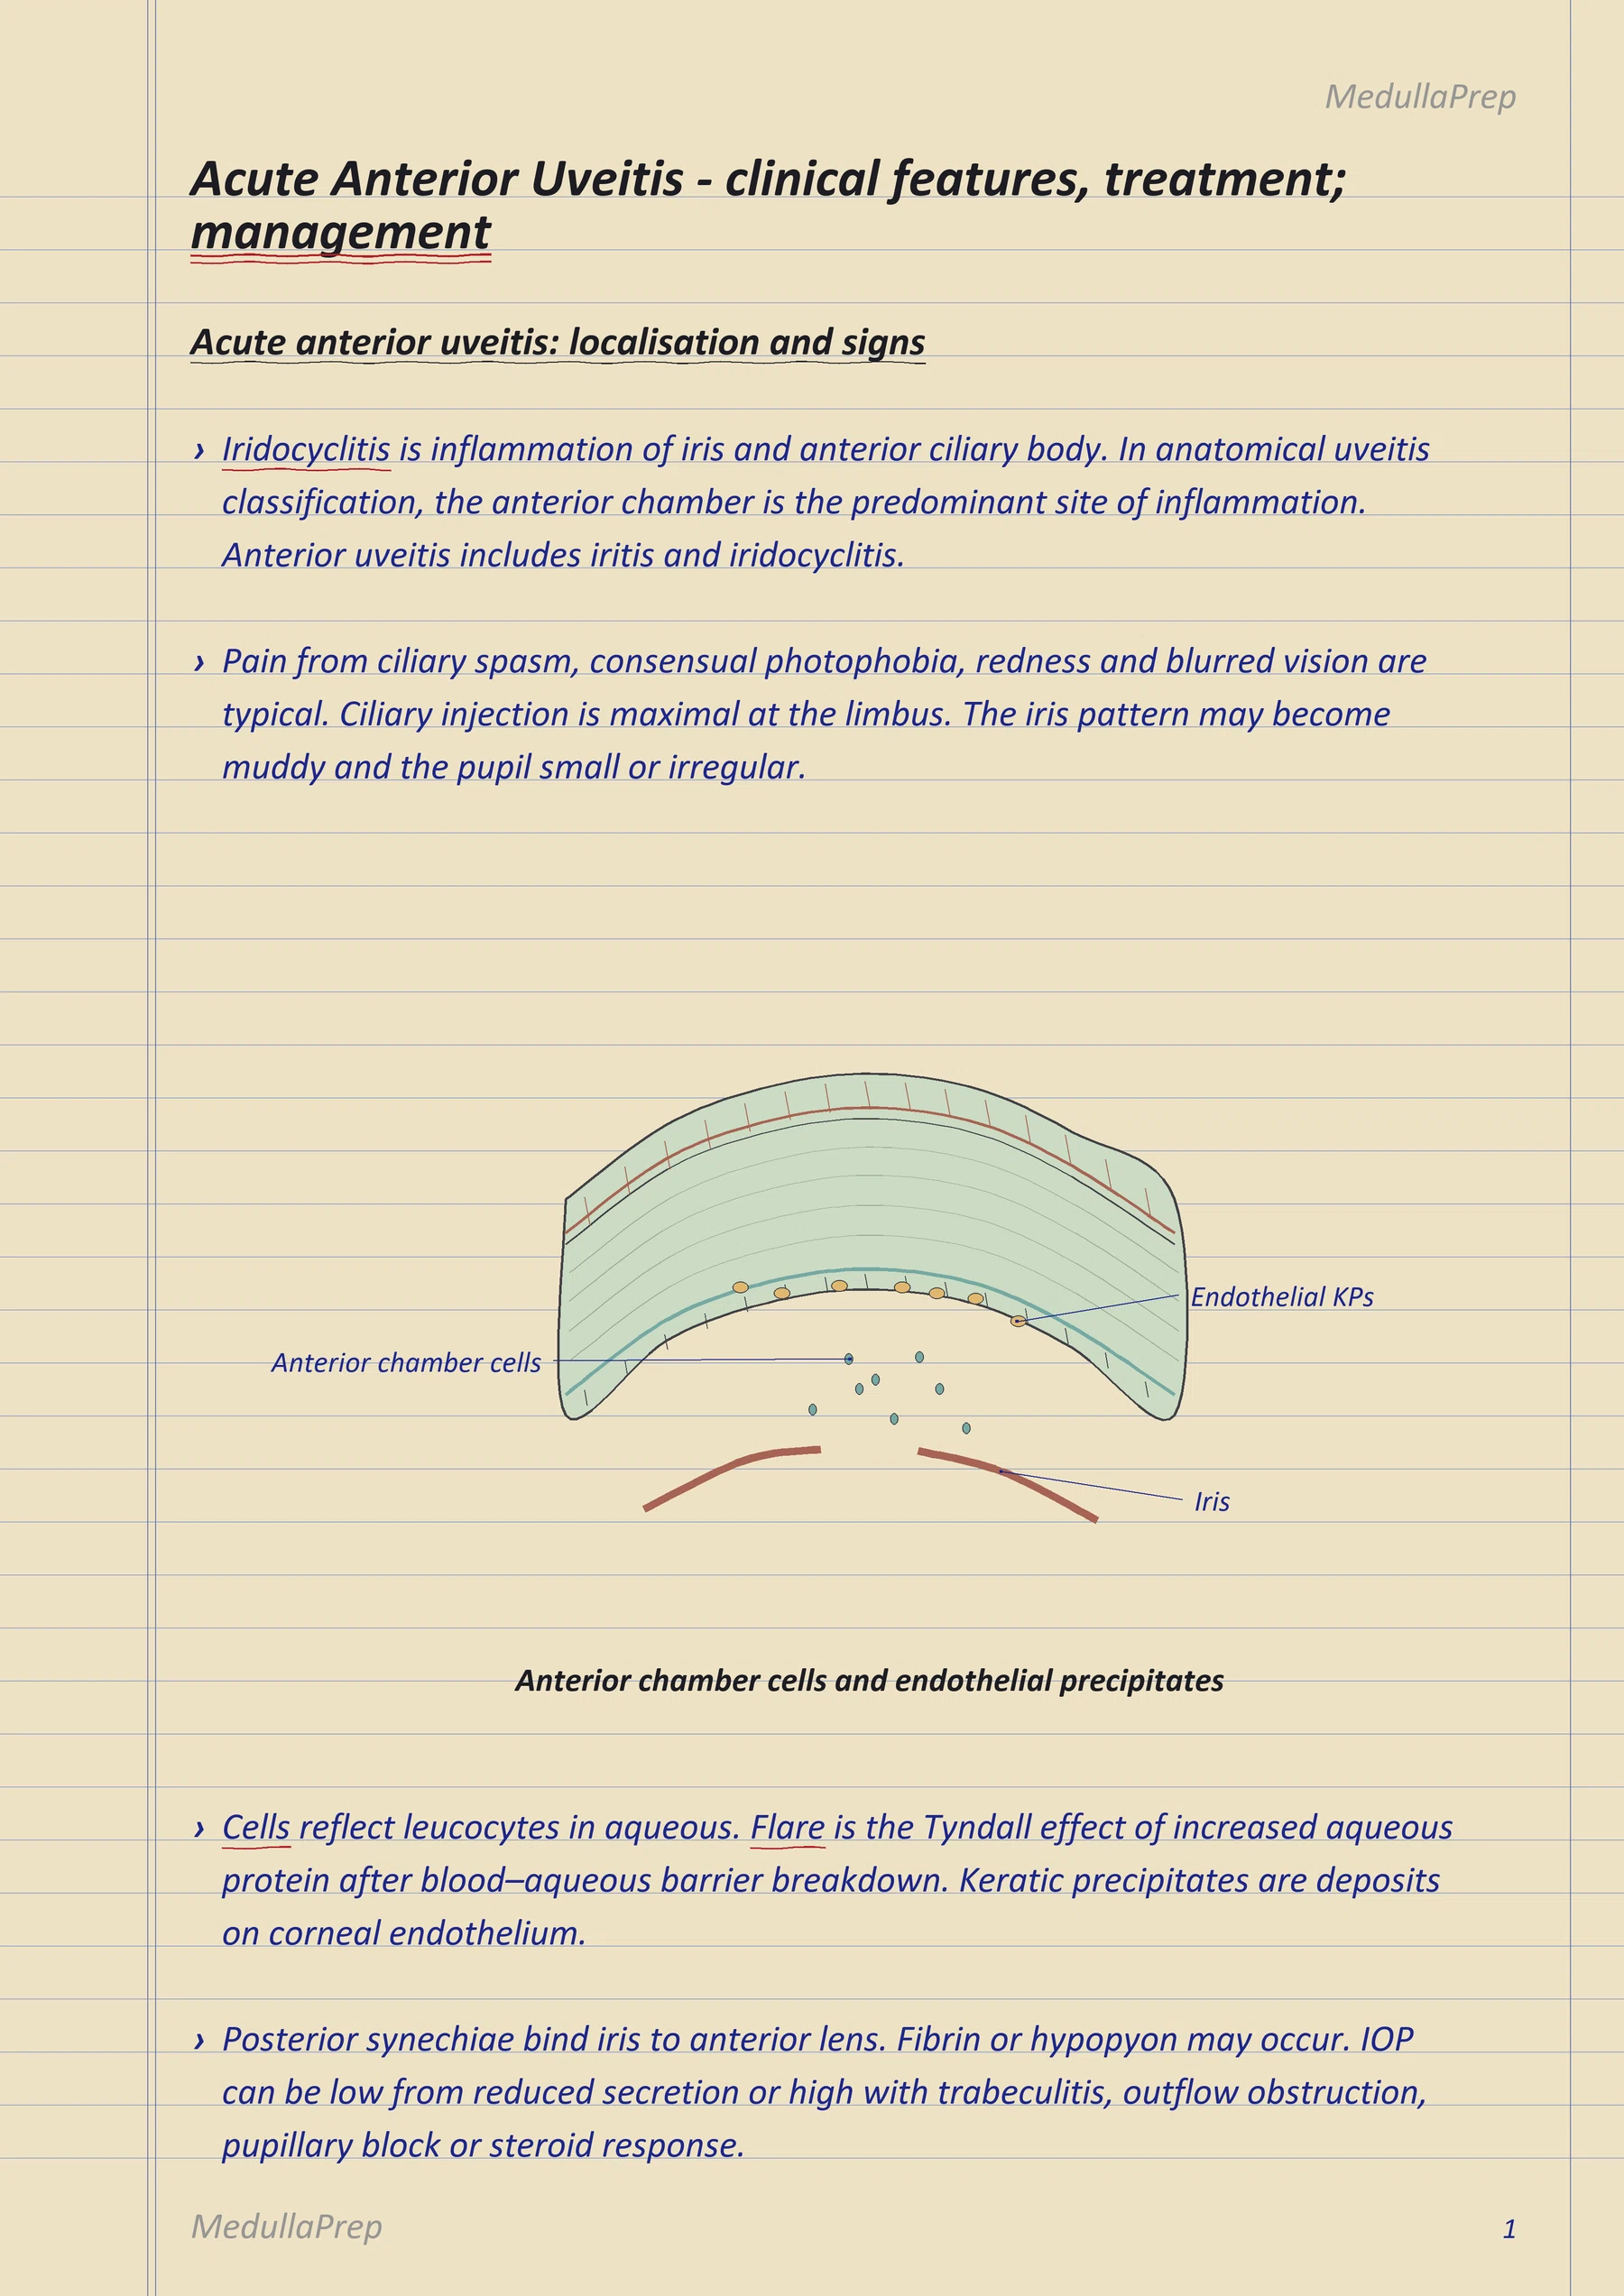 MedullaPrep
Acute Anterior Uveitis - clinical features, treatment;
management
Acute anterior uveitis: localisation and signs
› Iridocyclitis is inflammation of iris and anterior ciliary body. In anatomical uveitis
classification, the anterior chamber is the predominant site of inflammation.
Anterior uveitis includes iritis and iridocyclitis.
› Pain from ciliary spasm, consensual photophobia, redness and blurred vision are
typical. Ciliary injection is maximal at the limbus. The iris pattern may become
muddy and the pupil small or irregular.
Endothelial KPs
Anterior chamber cells
Iris
Anterior chamber cells and endothelial precipitates
› Cells reflect leucocytes in aqueous. Flare is the Tyndall effect of increased aqueous
protein after blood–aqueous barrier breakdown. Keratic precipitates are deposits
on corneal endothelium.
› Posterior synechiae bind iris to anterior lens. Fibrin or hypopyon may occur. IOP
can be low from reduced secretion or high with trabeculitis, outflow obstruction,
pupillary block or steroid response.
MedullaPrep
1